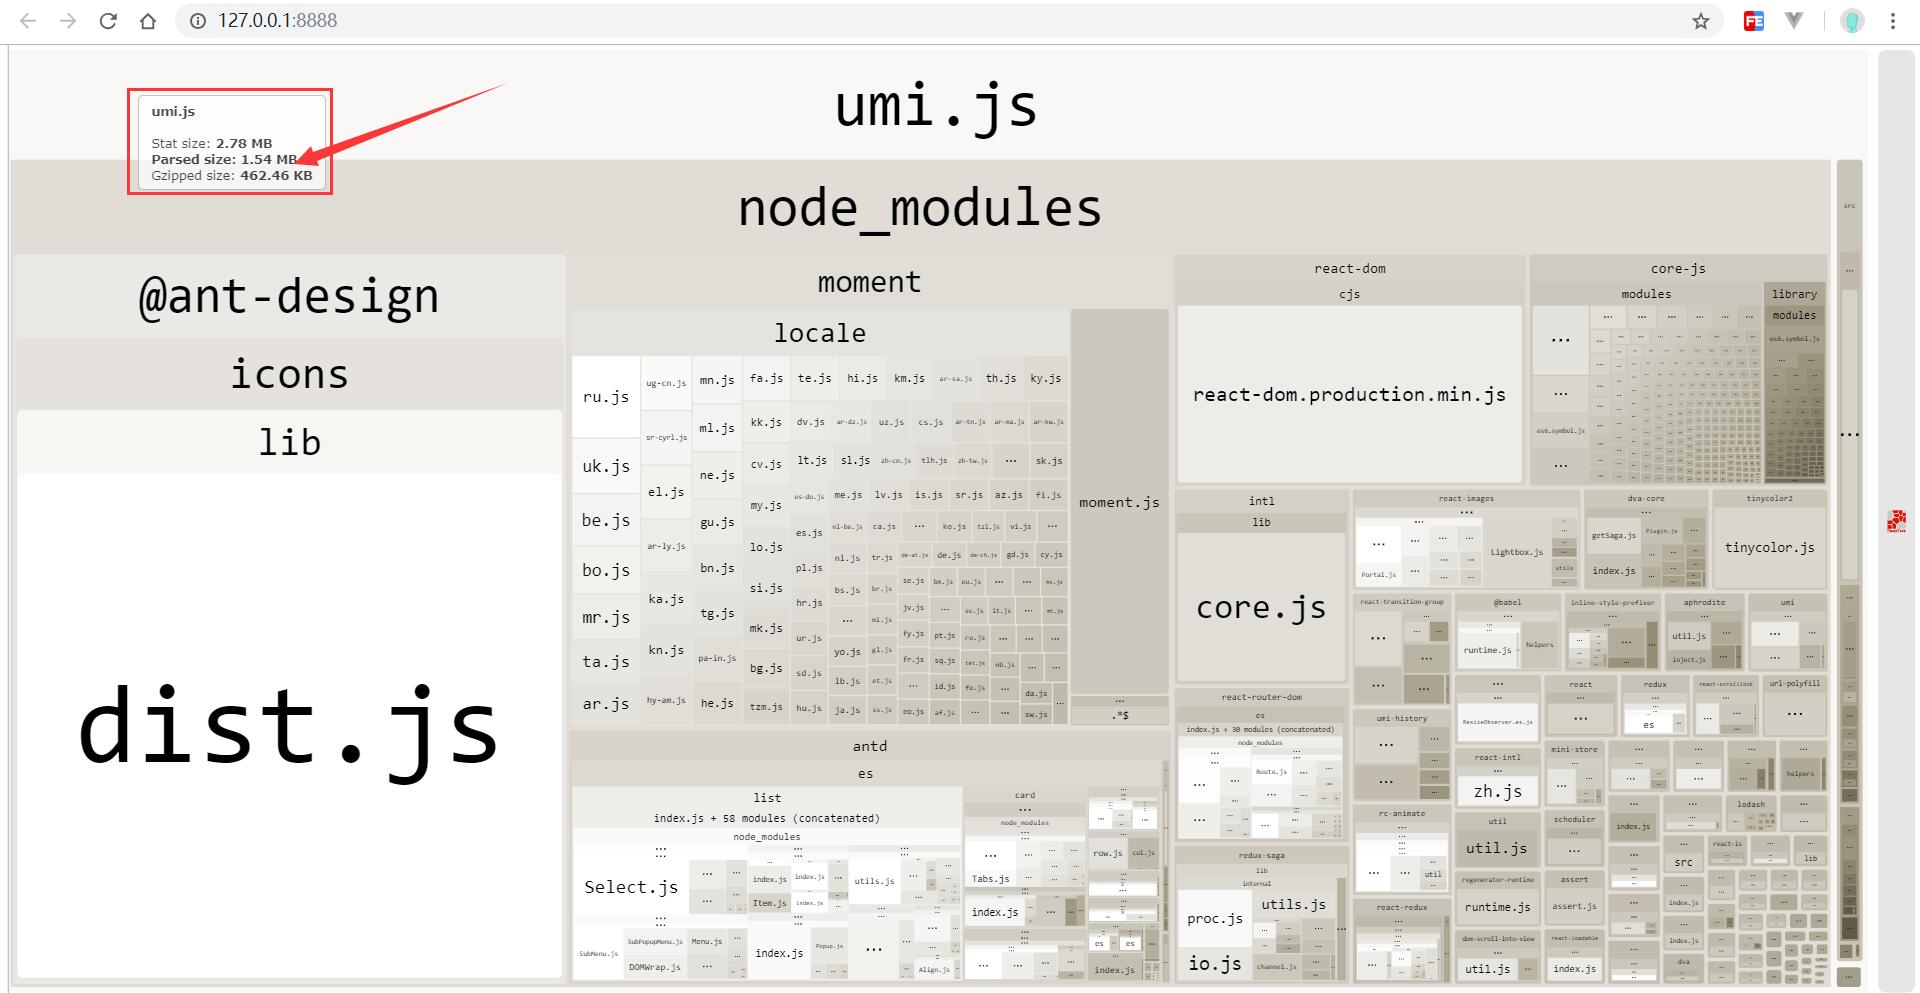 127.0.0.1:8888
FE
umi.js
umi.js
Stat size: 2.78 MB
Parsed size: 1.54 MB
Gzipped size: 462.46 KB
node_modules
src
@ant-design
icons
lib
dist.js
moment
locale
ru.js
uk.js
be.js
bo.js
mr.js
ta.js
ar.js
ug-cn.js
sr-cyrl.js
el.js
ar-ly.js
ka.js
kn.js
hy-am.js
mn.js
ml.js
ne.js
gu.js
bn.js
tg.js
pa-in.js
he.js
fa.js
kk.js
cv.js
my.js
lo.js
si.js
mk.js
bg.js
tzm.js
te.js
hi.js
km.js
ar-sa.js
th.js
ky.js
dv.js
ar-dz.js
uz.js
cs.js
ar-tn.js
ar-ma.js
ar-kw.js
lt.js
sl.js
zh-cn.js
tlh.js
zh-tw.js
...
sk.js
es-do.js
me.js
lv.js
is.js
sr.js
az.js
fi.js
es.js
nl-be.js
ca.js
...
ko.js
tzl.js
vi.js
...
pl.js
nl.js
tr.js
de-at.js
de.js
de-ch.js
gd.js
cy.js
hr.js
bs.js
br.js
se.js
bm.js
eu.js
...
...
ur.js
...
jv.js
sv.js
sd.js
yo.js
gl.js
fy.js
pt.js
ro.js
hu.js
lb.js
et.js
fr.js
sq.js
tet.js
nb.js
ja.js
ss.js
id.js
fo.js
da.js
eo.js
af.js
sw.js
moment.js
...
.*$
antd
es
list
index.js + 58 modules (concatenated)
node_modules
Select.js
index.js
index.js
Item.js
index.js
utils.js
SubMenu.js
SubPopupMenu.js
Menu.js
DOMWrap.js
index.js
Popup.js
...
Align.js
card
...
node_modules
Tabs.js
index.js
row.js
col.js
es
es
index.js
react-dom
cjs
react-dom.production.min.js
core-js
modules
es6.symbol.js
library
modules
es6.symbol.js
intl
lib
core.js
react-images
...
Portal.js
Lightbox.js
utils
dva-core
...
getSaga.js
Plugin.js
index.js
tinycolor2
tinycolor.js
react-transition-group
@babel
runtime.js
helpers
inline-style-prefixer
aphrodite
util.js
inject.js
umi
react-router-dom
es
index.js + 30 modules (concatenated)
node_modules
Route.js
umi-history
ResizeObserver.es.js
react
redux
es
react-scrolllock
url-polyfill
react-intl
zh.js
mini-store
helpers
rc-animate
util
util
util.js
scheduler
index.js
lodash
src
react-is
lib
redux-saga
lib
internal
proc.js
utils.js
io.js
channel.js
react-redux
regenerator-runtime
runtime.js
assert
assert.js
index.js
dom-scroll-into-view
util.js
react-loadable
index.js
index.js
dva